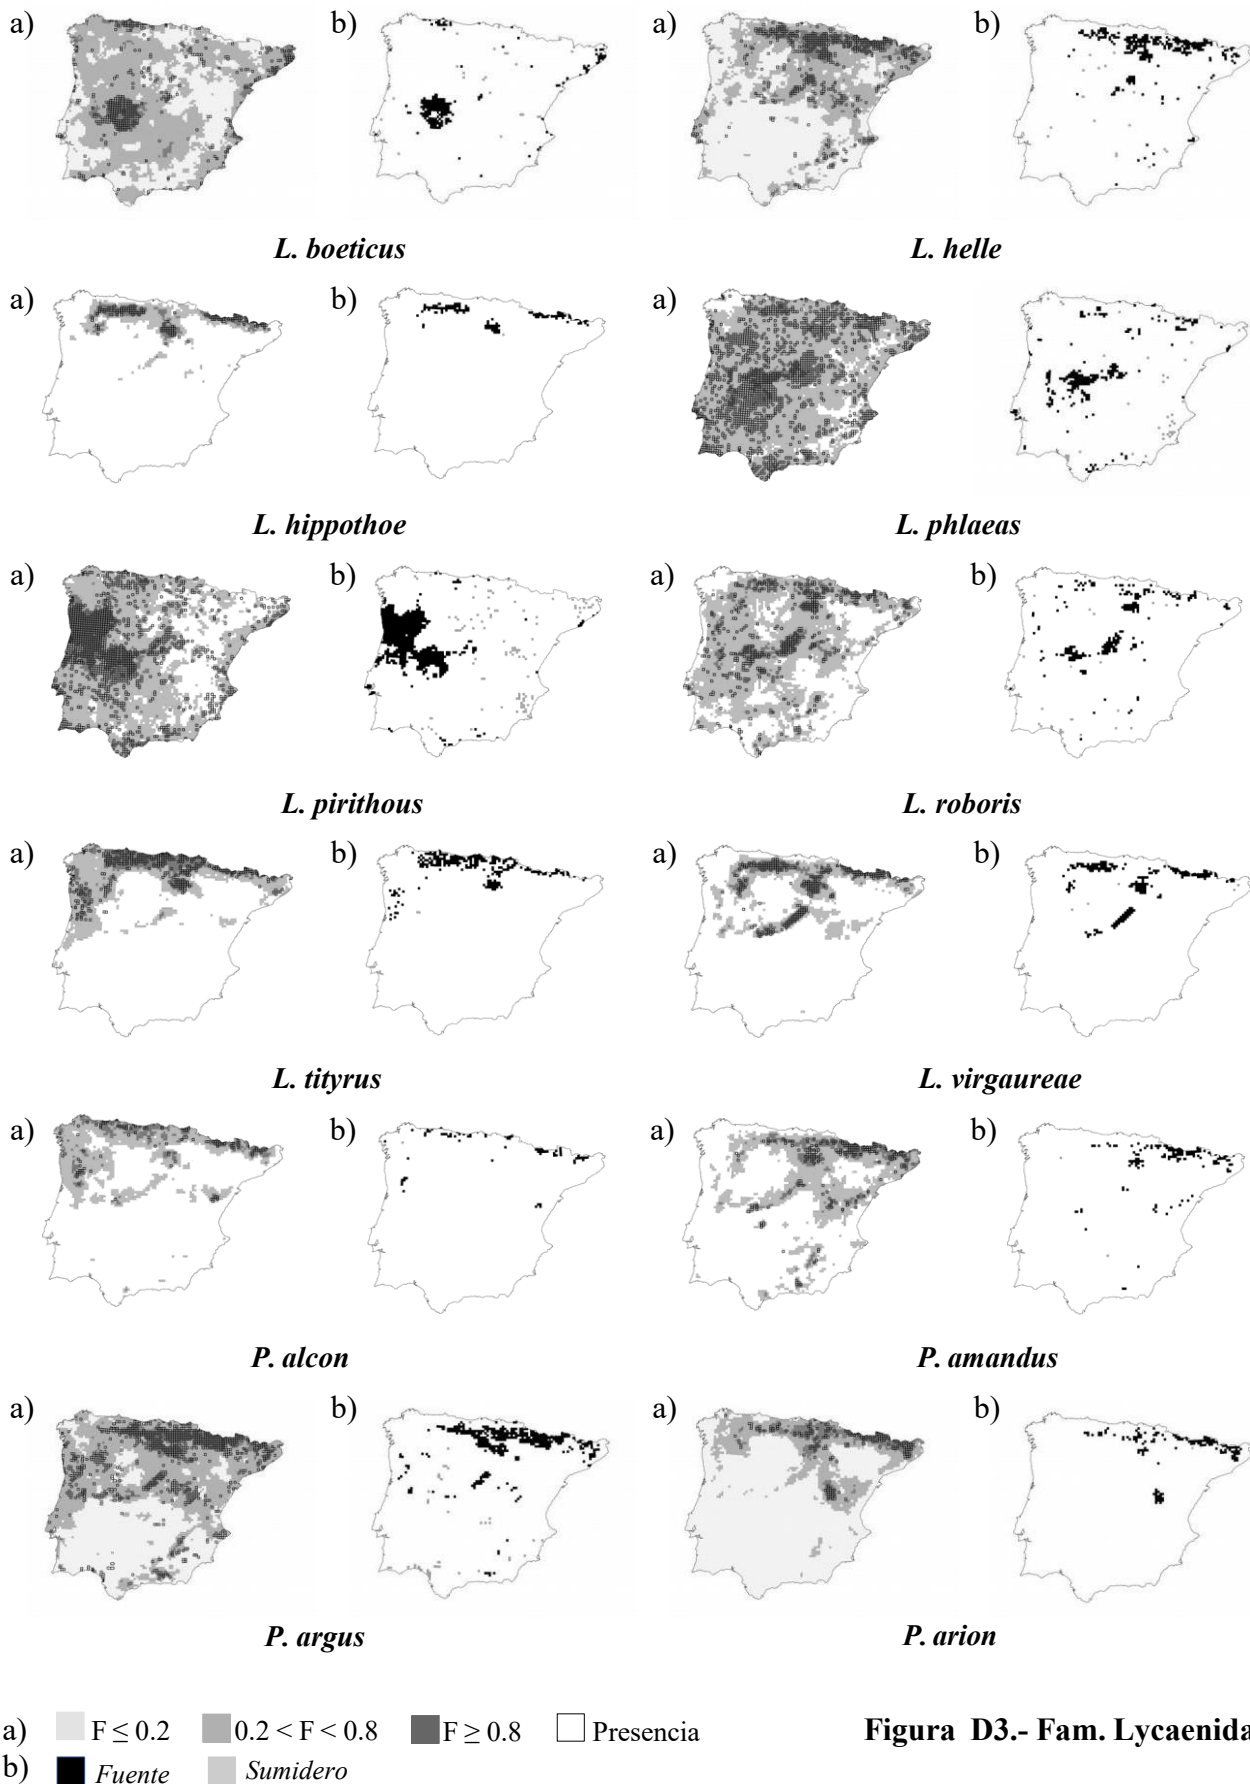 a) b) a) b)
L. boeticus L. helle
a) b) a) b)
L. hippothoe L. phlaeas
a) b) a) b)
L. pirithous L. roboris
a) b) a) b)
L. tityrus L. virgaureae
a) b) a) b)
P. alcon P. amandus
a) b) a) b)
P. argus P. arion
a) F ≤ 0.2 0.2 < F < 0.8 F ≥ 0.8 Presencia Figura D3.- Fam. Lycaenida
b) Fuente Sumidero